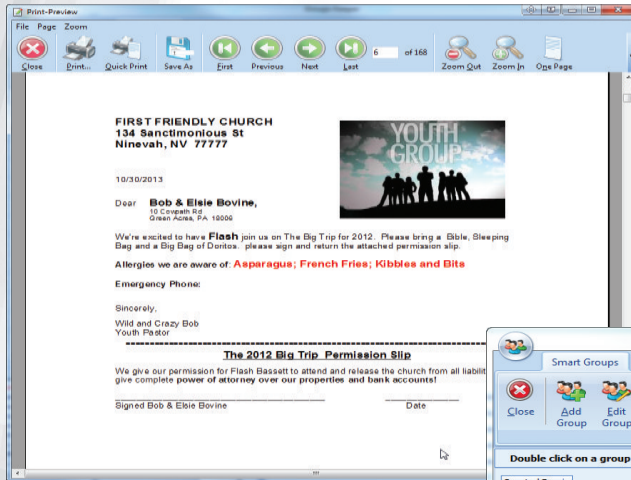 Print-Preview
File Page Zoom
Close Print... Quick Print Save As First Previous Next Last 6 of 168 Zoom Out Zoom In One Page
FIRST FRIENDLY CHURCH
134 Sanctimonious St
Ninevah, NV 77777
YOUTH
GROUP
10/30/2013
Dear Bob & Elsie Bovine,
10 Cowpath Rd
Green Acres, PA 18006
We're excited to have Flash join us on The Big Trip for 2012. Please bring a Bible, Sleeping
Bag and a Big Bag of Doritos. please sign and return the attached permission slip.
Allergies we are aware of: Asparagus; French Fries; Kibbles and Bits
Emergency Phone:
Sincerely,
Wild and Crazy Bob
Youth Pastor
The 2012 Big Trip Permission Slip
We give our permission for Flash Bassett to attend and release the church from all liabilit
give complete power of attorney over our properties and bank accounts!
Signed Bob & Elsie Bovine Date
Smart Groups
Close Add Group Edit Group
Double click on a group